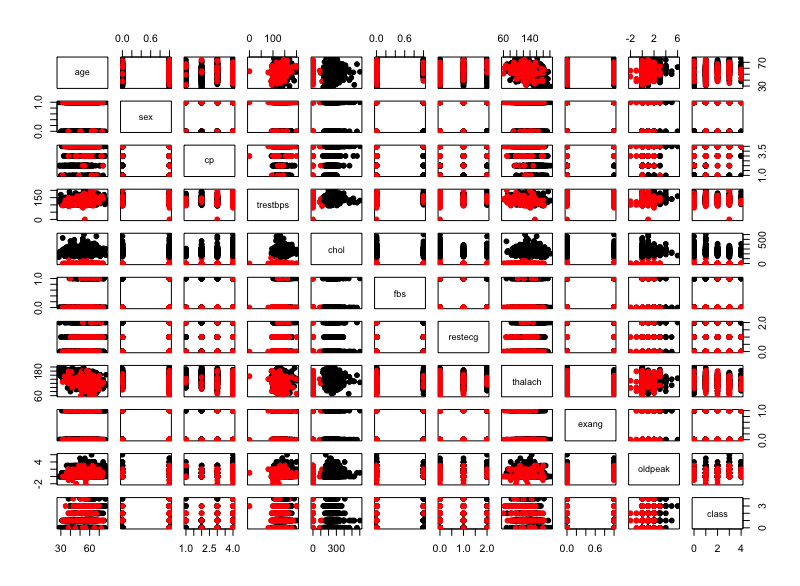 0.0 0.6 0 100 0.0 0.6 60 140 -2 2 6
age 30 70
0.0 1.0 sex
cp 1.0 3.5
0 150 trestbps
chol 0 500
0.0 1.0 fbs
restecg 0.0 2.0
60 180 thalach
exang 0.0 1.0
-2 4 oldpeak
class 0 3
30 60 1.0 2.5 4.0 0 300 0.0 1.0 2.0 0.0 0.6 0 2 4